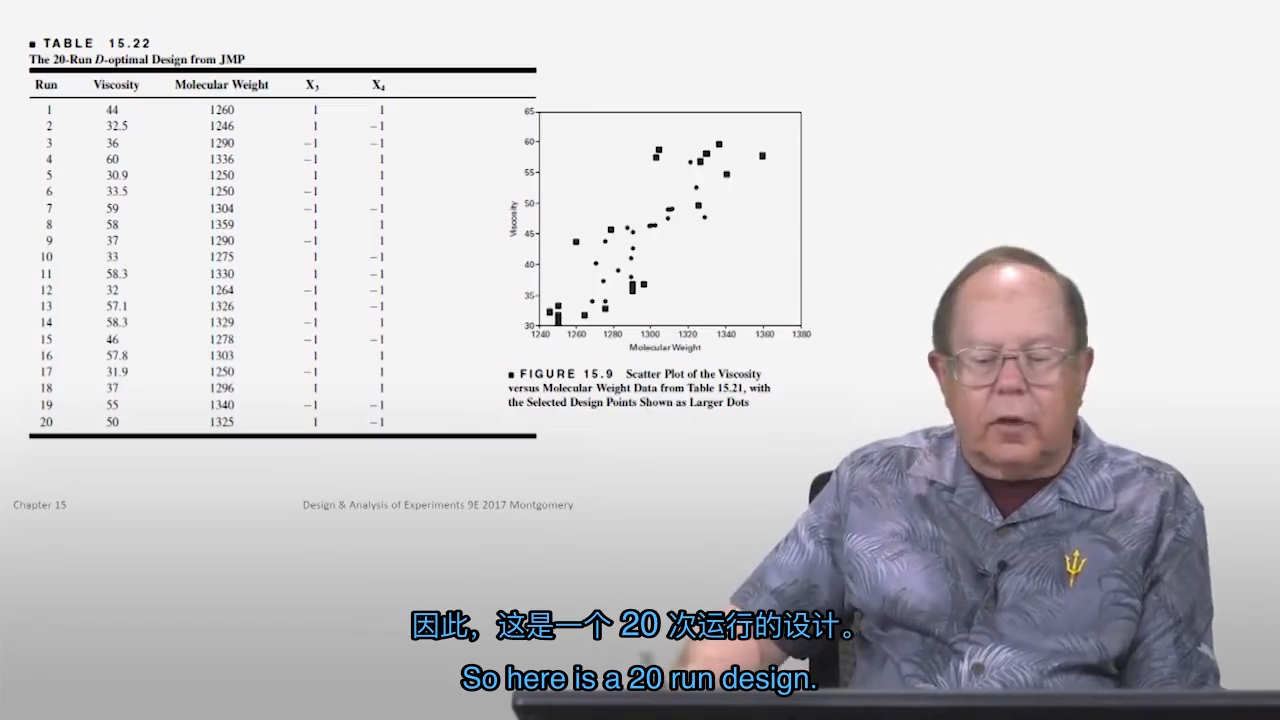 ■ TABLE 15.22
The 20-Run D-optimal Design from JMP
Run Viscosity Molecular Weight X₃ X₄
1 44 1260 1 1
2 32.5 1246 1 −1
3 36 1290 −1 −1
4 60 1336 −1 1
5 30.9 1250 1 1
6 33.5 1250 −1 1
7 59 1304 −1 −1
8 58 1359 1 1
9 37 1290 −1 1
10 33 1275 1 −1
11 58.3 1330 1 −1
12 32 1264 −1 −1
13 57.1 1326 1 −1
14 58.3 1329 −1 1
15 46 1278 −1 −1
16 57.8 1303 1 1
17 31.9 1250 −1 1
18 37 1296 1 1
19 55 1340 −1 −1
20 50 1325 1 −1
65
60
55
50
45
40
35
30
Viscosity
1240 1260 1280 1300 1320 1340 1360 1380
Molecular Weight
■ FIGURE 15.9 Scatter Plot of the Viscosity
versus Molecular Weight Data from Table 15.21, with
the Selected Design Points Shown as Larger Dots
Chapter 15
Design & Analysis of Experiments 9E 2017 Montgomery
因此，这是一个 20 次运行的设计。
So here is a 20 run design.